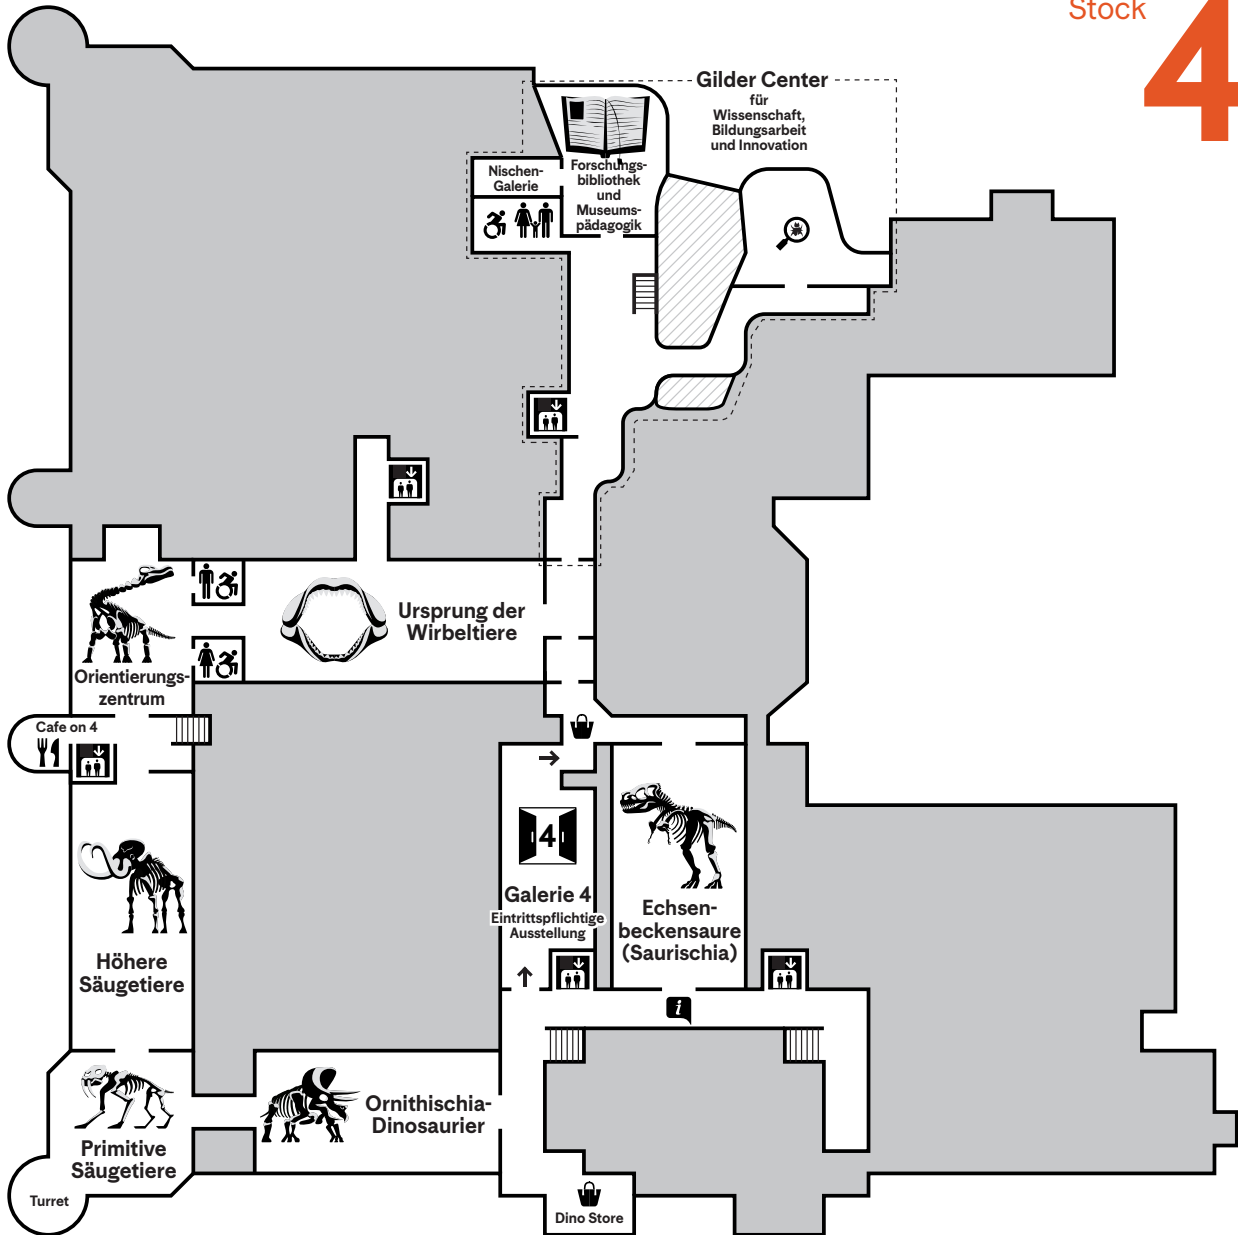 Stock
4
Gilder Center
für
Wissenschaft,
Bildungsarbeit
und Innovation
Forschungs-
bibliothek
und
Museums-
pädagogik
Nischen-
Galerie
Ursprung der
Wirbeltiere
Orientierungs-
zentrum
Cafe on 4
4
Galerie 4
Eintrittspflichtige
Ausstellung
Echsen-
beckensaure
(Saurischia)
Höhere
Säugetiere
i
Ornithischia-
Dinosaurier
Primitive
Säugetiere
Turret
Dino Store